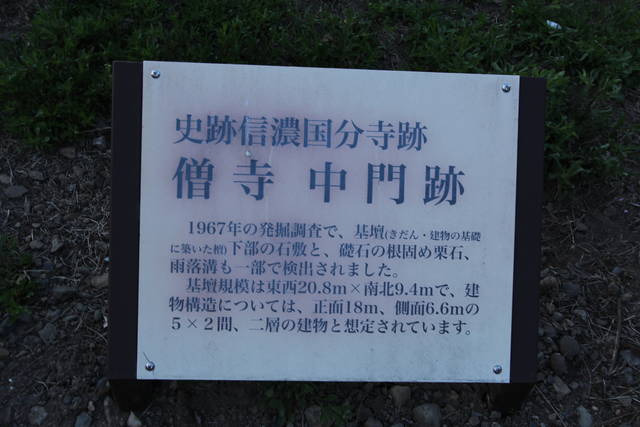 史跡信濃国分寺跡
僧寺 中門跡
1967年の発掘調査で、基壇(きだん・建物の基礎
に築いた壇)下部の石敷と、礎石の根固め栗石、
雨落溝も一部で検出されました。
基壇規模は東西20.8m×南北9.4mで、建
物構造については、正面18m、側面6.6mの
５×２間、二層の建物と想定されています。